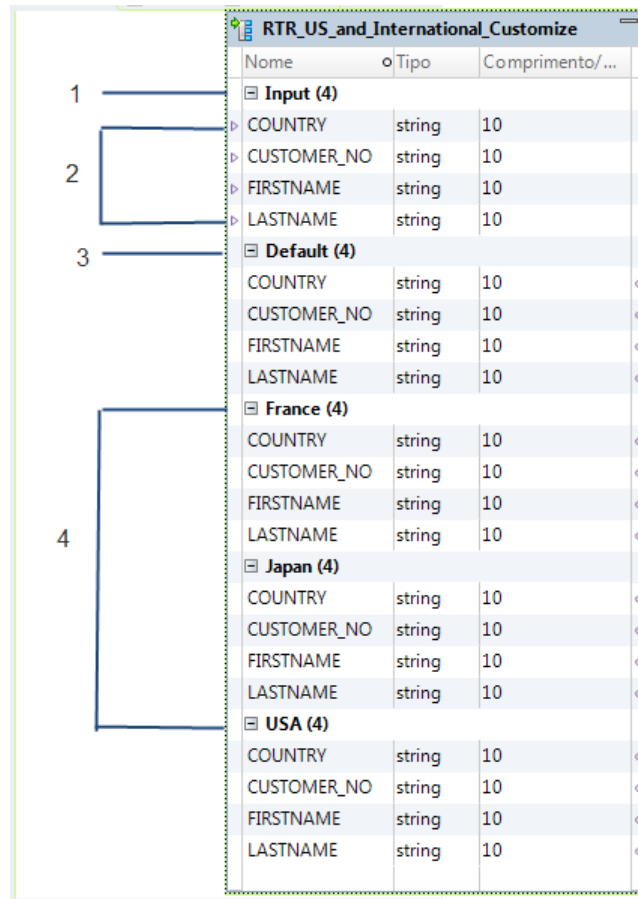 RTR_US_and_International_Customize
Nome Tipo Comprimento/...
1 Input (4)
COUNTRY string 10
2 CUSTOMER_NO string 10
FIRSTNAME string 10
LASTNAME string 10
3 Default (4)
COUNTRY string 10
CUSTOMER_NO string 10
FIRSTNAME string 10
LASTNAME string 10
France (4)
COUNTRY string 10
CUSTOMER_NO string 10
FIRSTNAME string 10
4 LASTNAME string 10
Japan (4)
COUNTRY string 10
CUSTOMER_NO string 10
FIRSTNAME string 10
LASTNAME string 10
USA (4)
COUNTRY string 10
CUSTOMER_NO string 10
FIRSTNAME string 10
LASTNAME string 10